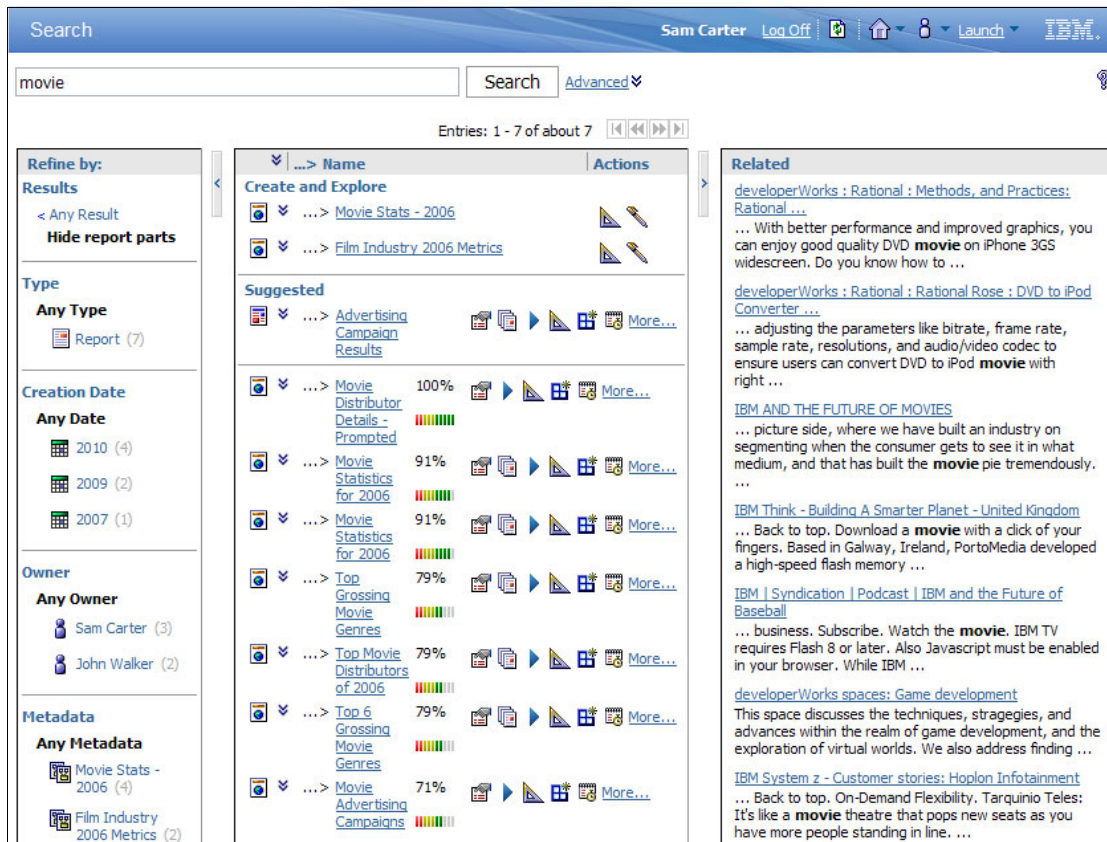 Search
Sam Carter Log Off Launch IBM.
movie
Search Advanced
Entries: 1 - 7 of about 7
Refine by:
Results
< Any Result
Hide report parts
Type
Any Type
Report (7)
Creation Date
Any Date
2010 (4)
2009 (2)
2007 (1)
Owner
Any Owner
Sam Carter (3)
John Walker (2)
Metadata
Any Metadata
Movie Stats -
2006 (4)
Film Industry
2006 Metrics (2)
...> Name Actions
Create and Explore
...> Movie Stats - 2006
...> Film Industry 2006 Metrics
Suggested
...> Advertising More...
Campaign
Results
...> Movie 100% More...
Distributor
Details -
Prompted
...> Movie 91% More...
Statistics
for 2006
...> Movie 91% More...
Statistics
for 2006
...> Top 79% More...
Grossing
Movie
Genres
...> Top Movie 79% More...
Distributors
of 2006
...> Top 6 79% More...
Grossing
Movie
Genres
...> Movie 71% More...
Advertising
Campaigns
Related
developerWorks : Rational : Methods, and Practices:
Rational ...
... With better performance and improved graphics, you
can enjoy good quality DVD movie on iPhone 3GS
widescreen. Do you know how to ...
developerWorks : Rational : Rational Rose : DVD to iPod
Converter ...
... adjusting the parameters like bitrate, frame rate,
sample rate, resolutions, and audio/video codec to
ensure users can convert DVD to iPod movie with
right ...
IBM AND THE FUTURE OF MOVIES
... picture side, where we have built an industry on
segmenting when the consumer gets to see it in what
medium, and that has built the movie pie tremendously.
...
IBM Think - Building A Smarter Planet - United Kingdom
... Back to top. Download a movie with a click of your
fingers. Based in Galway, Ireland, PortoMedia developed
a high-speed flash memory ...
IBM | Syndication | Podcast | IBM and the Future of
Baseball
... business. Subscribe. Watch the movie. IBM TV
requires Flash 8 or later. Also Javascript must be enabled
in your browser. While IBM ...
developerWorks spaces: Game development
This space discusses the techniques, stragegies, and
advances within the realm of game development, and the
exploration of virtual worlds. We also address finding ...
IBM System z - Customer stories: Hoplon Infotainment
... Back to top. On-Demand Flexibility. Tarquinio Teles:
It's like a movie theatre that pops new seats as you
have more people standing in line. ...